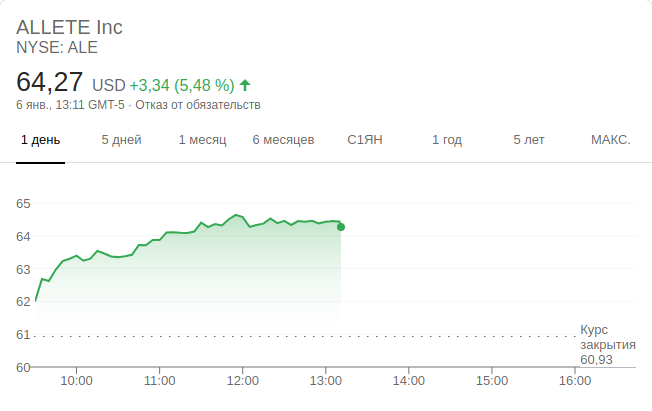 ALLETE Inc
NYSE: ALE
64,27 USD +3,34 (5,48 %)
6 янв., 13:11 GMT-5 · Отказ от обязательств
1 день 5 дней 1 месяц 6 месяцев С1ЯН 1 год 5 лет МАКС.
65
64
63
62
61
Курс
закрытия
60,93
60
10:00 11:00 12:00 13:00 14:00 15:00 16:00